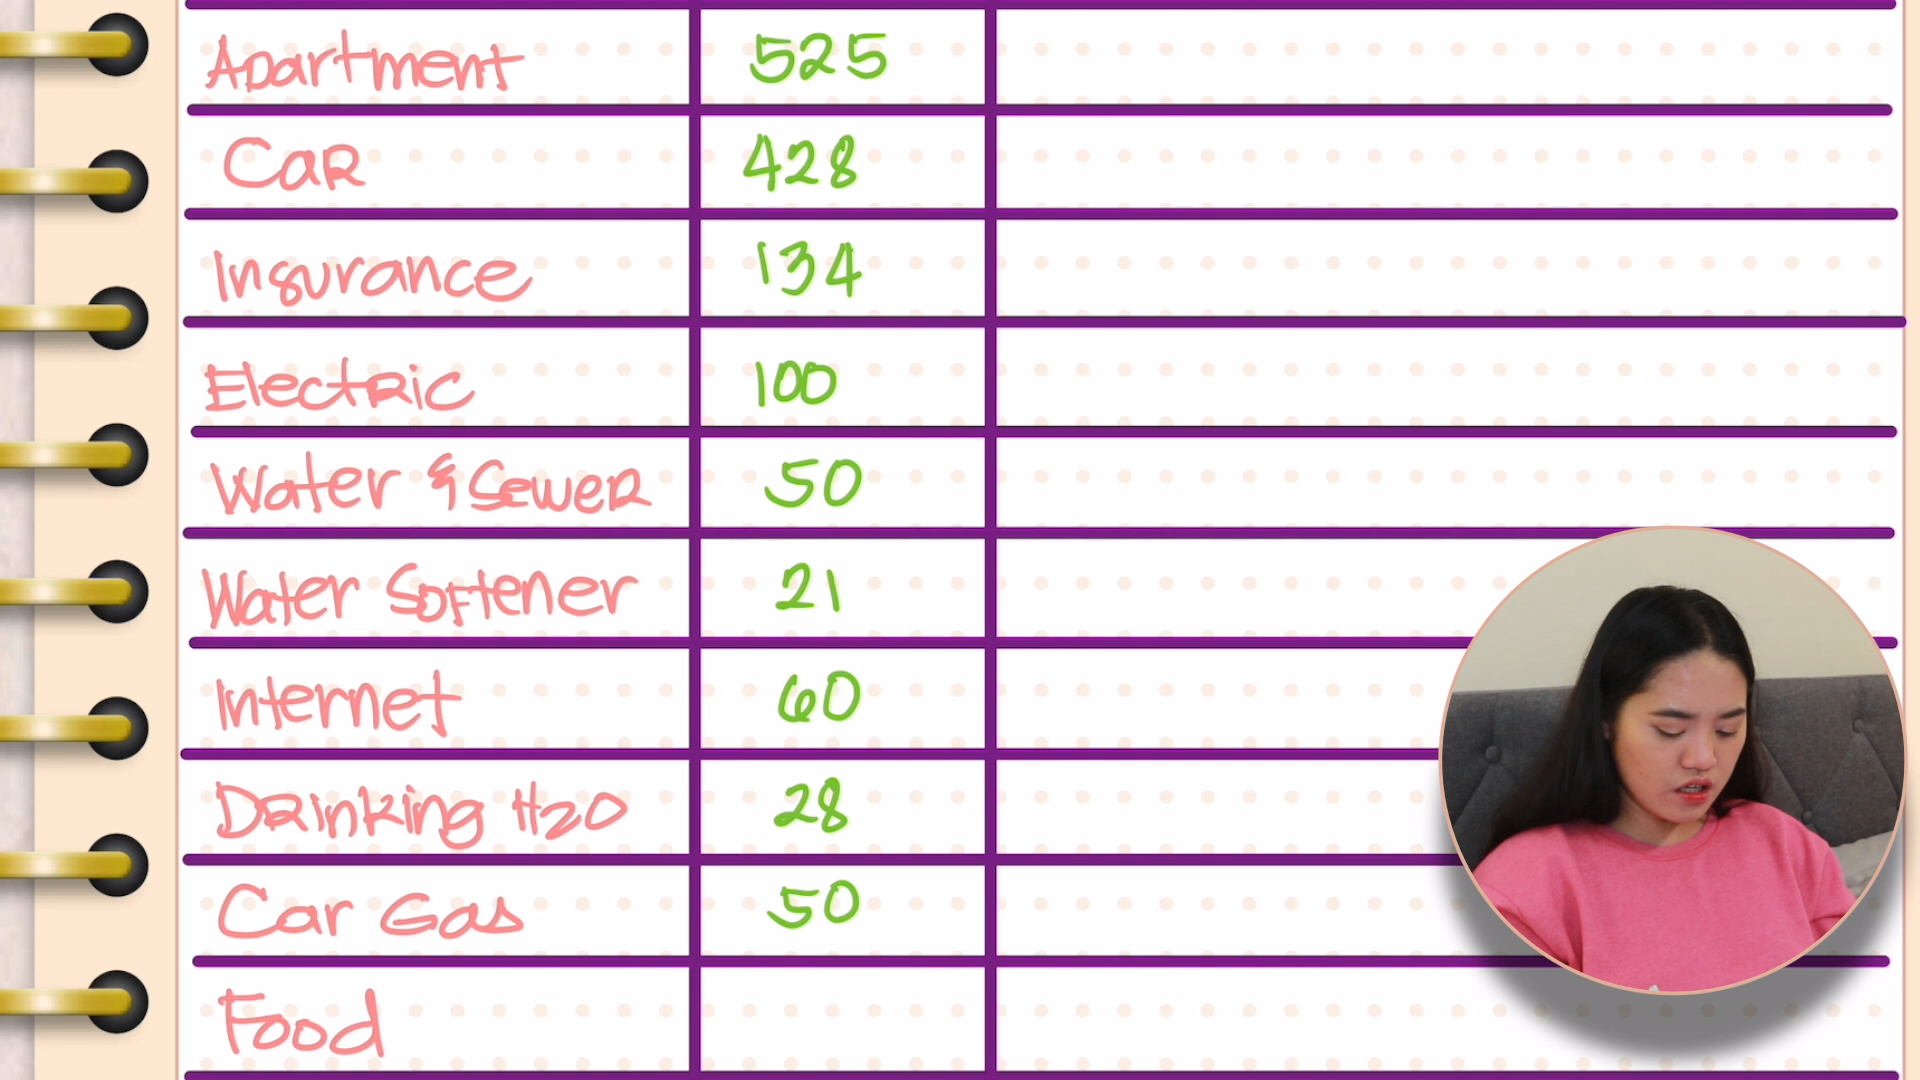 Apartment 525
Car 428
Insurance 134
Electric 100
Water & Sewer 50
Water Softener 21
Internet 60
Drinking H2O 28
Car Gas 50
Food